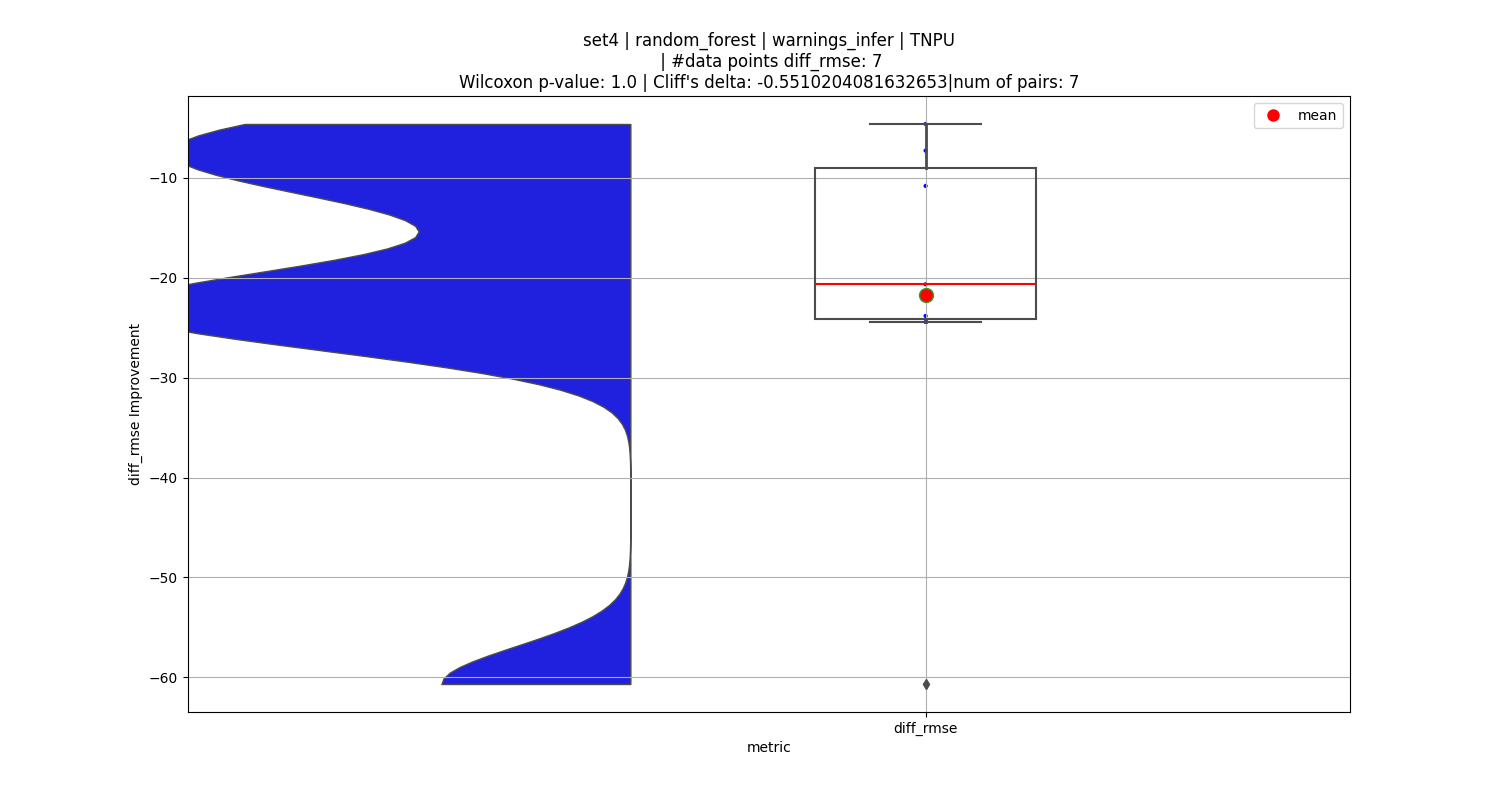 set4 | random_forest | warnings_infer | TNPU
| #data points diff_rmse: 7
Wilcoxon p-value: 1.0 | Cliff's delta: -0.5510204081632653|num of pairs: 7
mean
−10
−20
−30
−40
−50
−60
diff_rmse Improvement
diff_rmse
metric